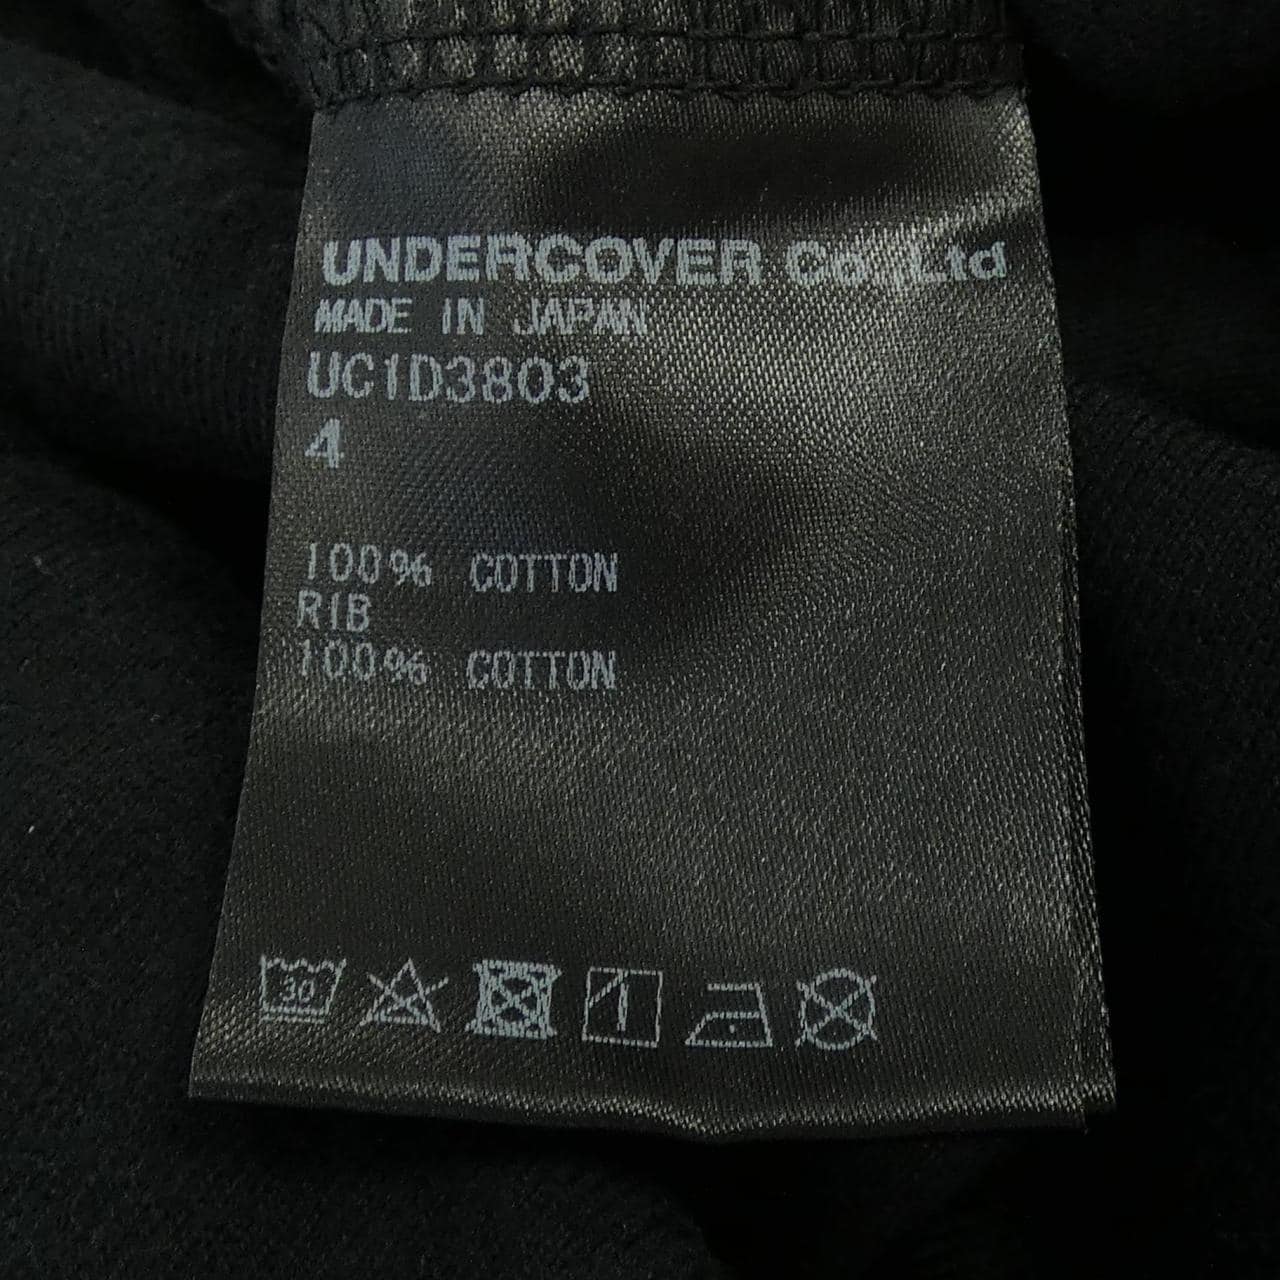 UNDERCOVER Co., Ltd
MADE IN JAPAN
UC1D3803
4
100% COTTON
RIB
100% COTTON
30